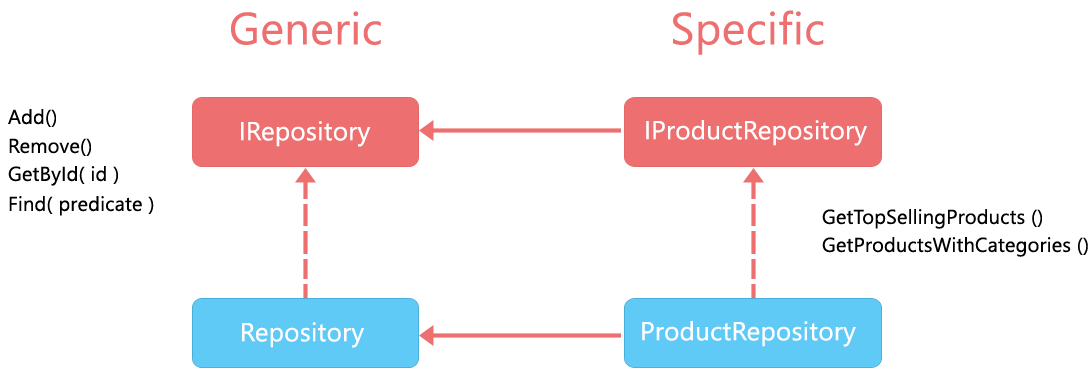 Generic
Specific
Add()
Remove()
GetById( id )
Find( predicate )
IRepository
IProductRepository
GetTopSellingProducts ()
GetProductsWithCategories ()
Repository
ProductRepository